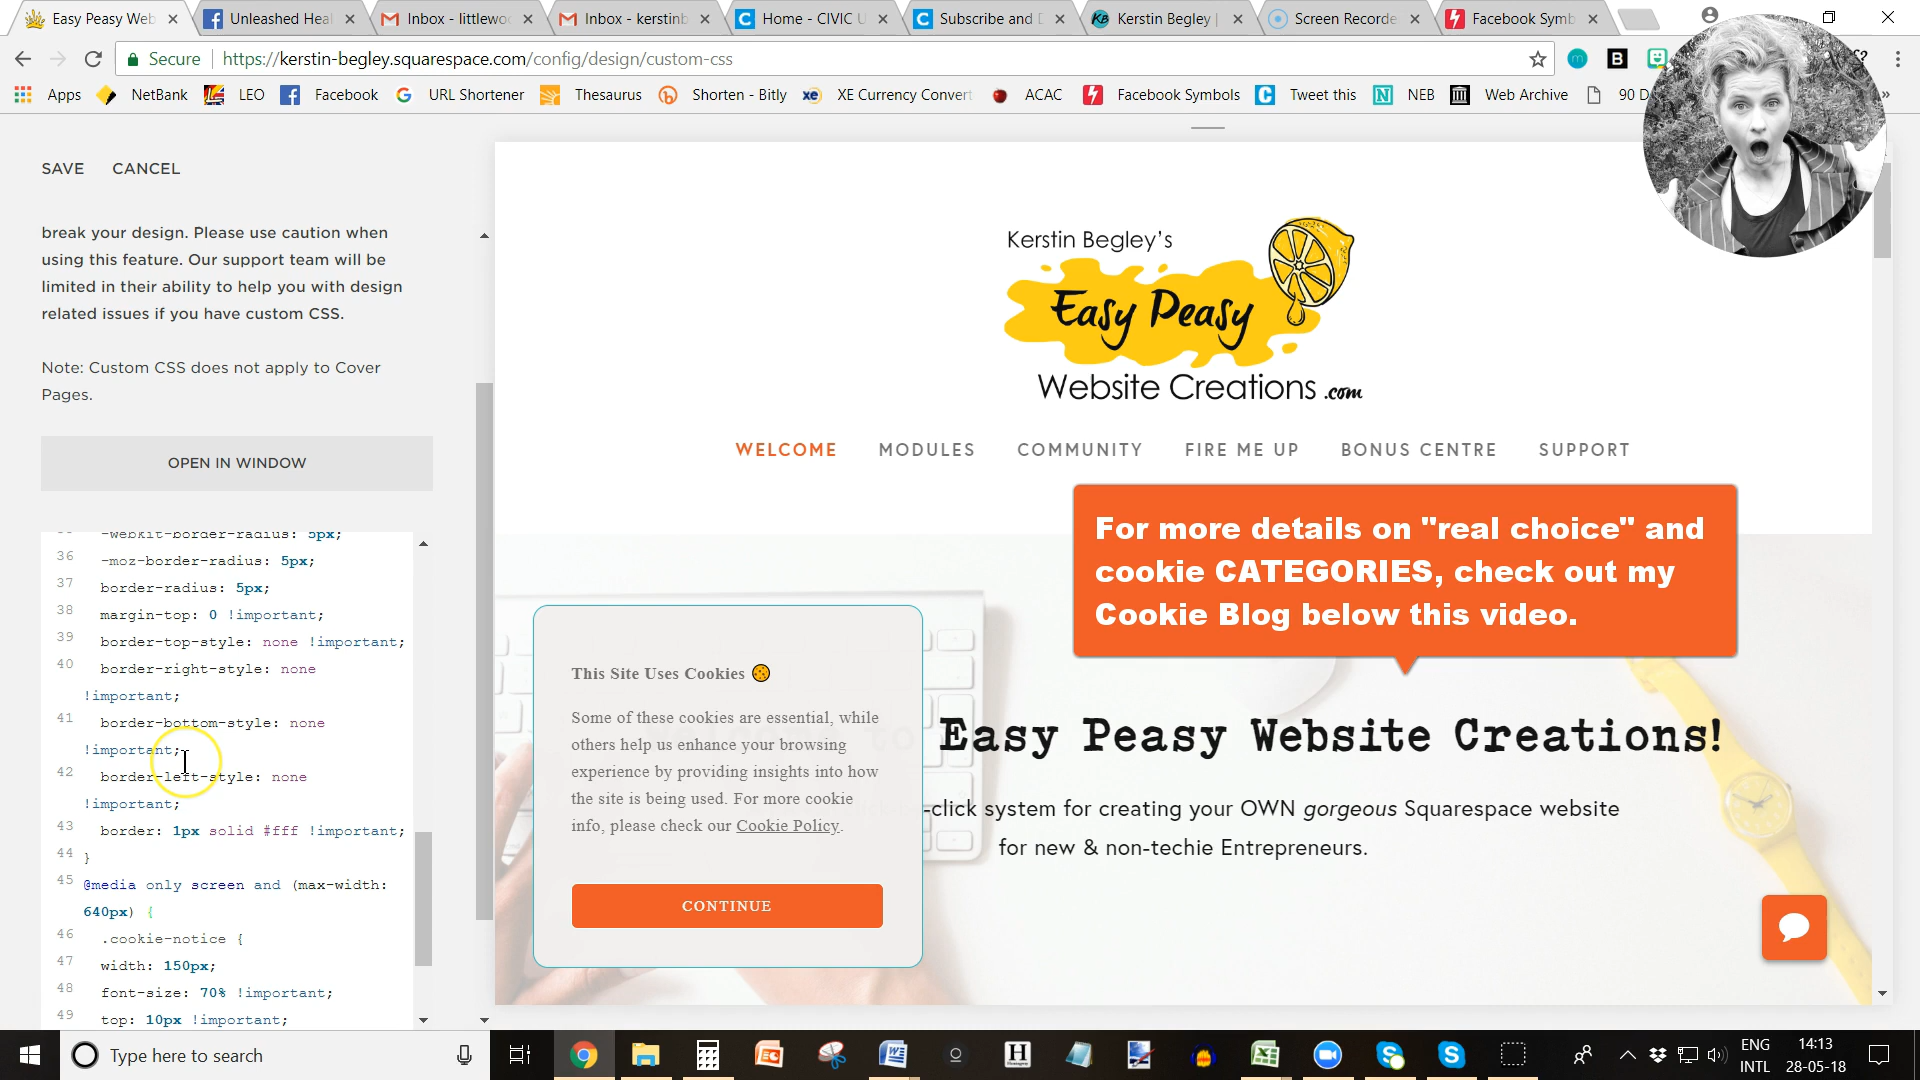 Easy Peasy Web
Unleashed Heal
Inbox - littlewoo
Inbox - kerstinb
Home - CIVIC U
Subscribe and D
Kerstin Begley |
Screen Recorde
Facebook Symb
Secure
https://kerstin-begley.squarespace.com/config/design/custom-css
Apps
NetBank
LEO
Facebook
URL Shortener
Thesaurus
Shorten - Bitly
XE Currency Convert
ACAC
Facebook Symbols
Tweet this
NEB
Web Archive
90 D
SAVE
CANCEL
break your design. Please use caution when
using this feature. Our support team will be
limited in their ability to help you with design
related issues if you have custom CSS.
Note: Custom CSS does not apply to Cover
Pages.
OPEN IN WINDOW
-webkit-border-radius: 5px;
36 -moz-border-radius: 5px;
37 border-radius: 5px;
38 margin-top: 0 !important;
39 border-top-style: none !important;
40 border-right-style: none
!important;
41 border-bottom-style: none
!important;
42 border-left-style: none
!important;
43 border: 1px solid #fff !important;
44 }
45 @media only screen and (max-width:
640px) {
46 .cookie-notice {
47 width: 150px;
48 font-size: 70% !important;
49 top: 10px !important;
Kerstin Begley's
Easy Peasy
Website Creations .com
WELCOME
MODULES
COMMUNITY
FIRE ME UP
BONUS CENTRE
SUPPORT
For more details on "real choice" and
cookie CATEGORIES, check out my
Cookie Blog below this video.
This Site Uses Cookies
Some of these cookies are essential, while
others help us enhance your browsing
experience by providing insights into how
the site is being used. For more cookie
info, please check our Cookie Policy.
CONTINUE
Welcome to Easy Peasy Website Creations!
-click system for creating your OWN gorgeous Squarespace website
for new & non-techie Entrepreneurs.
Type here to search
ENG
INTL
14:13
28-05-18